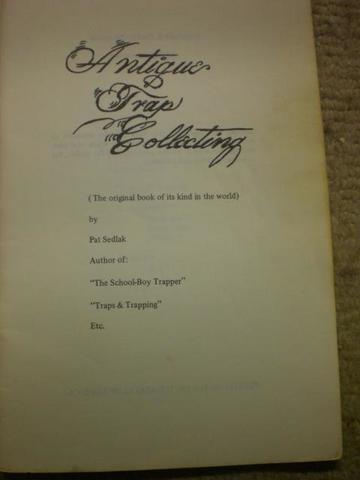 Antique
Trap
Collecting
(The original book of its kind in the world)
by
Pat Sedlak
Author of:
"The School-Boy Trapper"
"Traps & Trapping"
Etc.